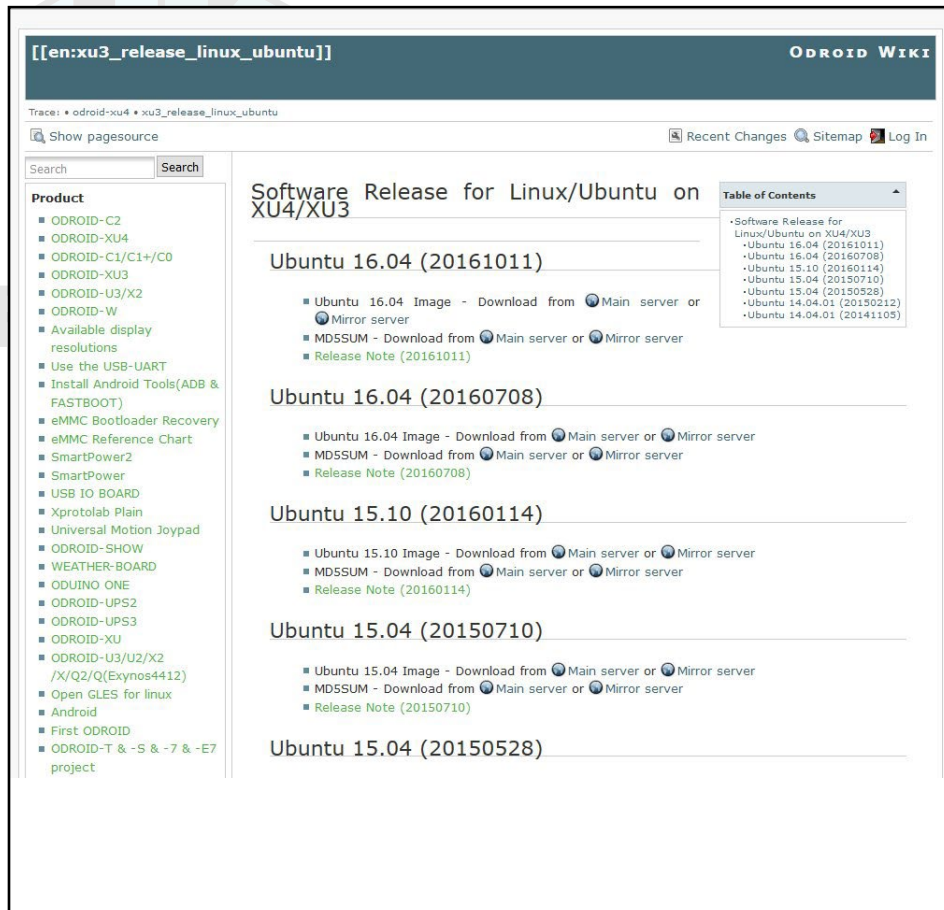 [[en:xu3_release_linux_ubuntu]]
ODROID WIKI
Trace: • odroid-xu4 • xu3_release_linux_ubuntu
Show pagesource
Recent Changes Sitemap Log In
Search Search
Product
ODROID-C2
ODROID-XU4
ODROID-C1/C1+/C0
ODROID-XU3
ODROID-U3/X2
ODROID-W
Available display
resolutions
Use the USB-UART
Install Android Tools(ADB &
FASTBOOT)
eMMC Bootloader Recovery
eMMC Reference Chart
SmartPower2
SmartPower
USB IO BOARD
Xprotolab Plain
Universal Motion Joypad
ODROID-SHOW
WEATHER-BOARD
ODUINO ONE
ODROID-UPS2
ODROID-UPS3
ODROID-XU
ODROID-U3/U2/X2
/X/Q2/Q(Exynos4412)
Open GLES for linux
Android
First ODROID
ODROID-T & -S & -7 & -E7
project
Software Release for Linux/Ubuntu on
XU4/XU3
Ubuntu 16.04 (20161011)
Ubuntu 16.04 Image - Download from Main server or
Mirror server
MD5SUM - Download from Main server or Mirror server
Release Note (20161011)
Ubuntu 16.04 (20160708)
Ubuntu 16.04 Image - Download from Main server or Mirror server
MD5SUM - Download from Main server or Mirror server
Release Note (20160708)
Ubuntu 15.10 (20160114)
Ubuntu 15.10 Image - Download from Main server or Mirror server
MD5SUM - Download from Main server or Mirror server
Release Note (20160114)
Ubuntu 15.04 (20150710)
Ubuntu 15.04 Image - Download from Main server or Mirror server
MD5SUM - Download from Main server or Mirror server
Release Note (20150710)
Ubuntu 15.04 (20150528)
Table of Contents
•Software Release for
Linux/Ubuntu on XU4/XU3
•Ubuntu 16.04 (20161011)
•Ubuntu 16.04 (20160708)
•Ubuntu 15.10 (20160114)
•Ubuntu 15.04 (20150710)
•Ubuntu 15.04 (20150528)
•Ubuntu 14.04.01 (20150212)
•Ubuntu 14.04.01 (20141105)